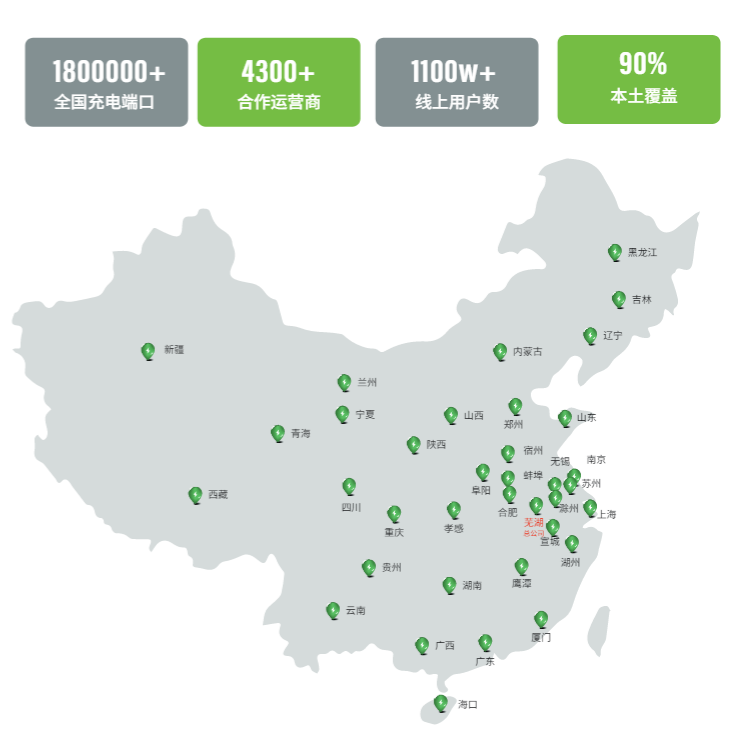 1800000+
全国充电端口
4300+
合作运营商
1100w+
线上用户数
90%
本土覆盖
黑龙江
吉林
辽宁
新疆
内蒙古
兰州
宁夏
山西
郑州
山东
青海
陕西
宿州
无锡
南京
阜阳
蚌埠
苏州
西藏
四川
合肥
滁州
上海
重庆
孝感
芜湖
总公司
宣城
湖州
贵州
湖南
鹰潭
云南
厦门
广西
广东
海口